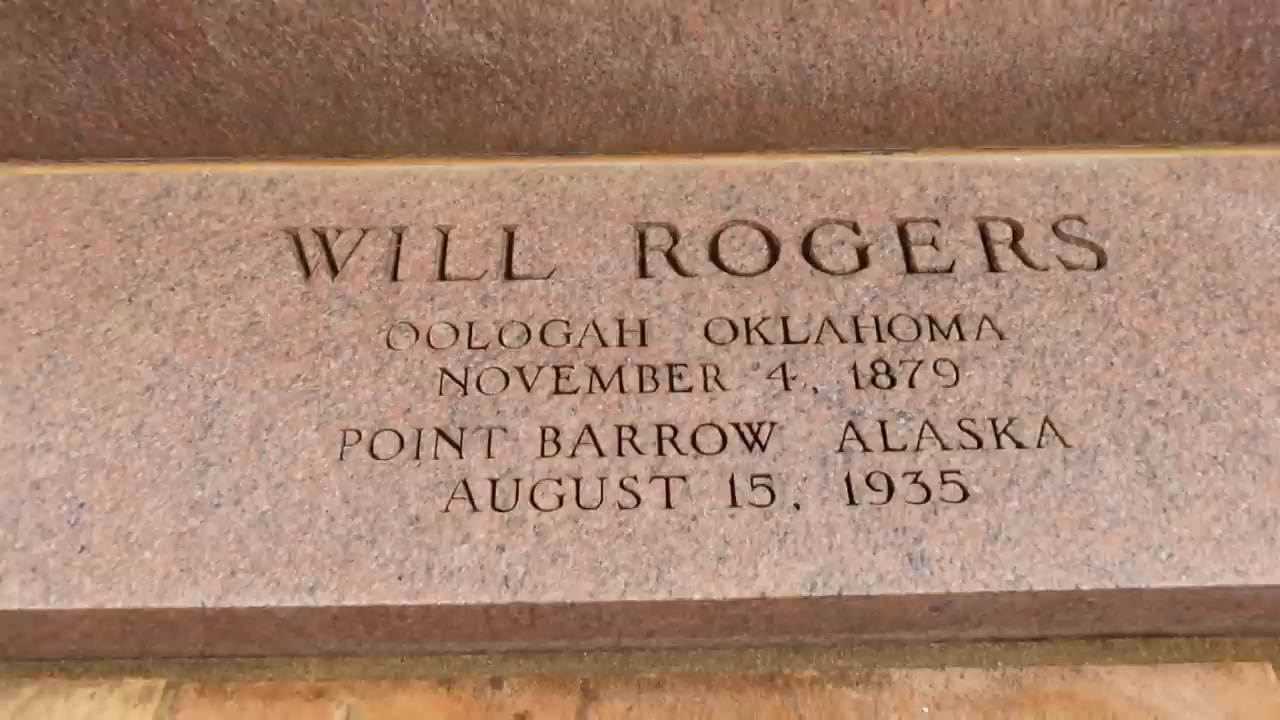 WILL ROGERS
OOLOGAH OKLAHOMA
NOVEMBER 4, 1879
POINT BARROW ALASKA
AUGUST 15, 1935